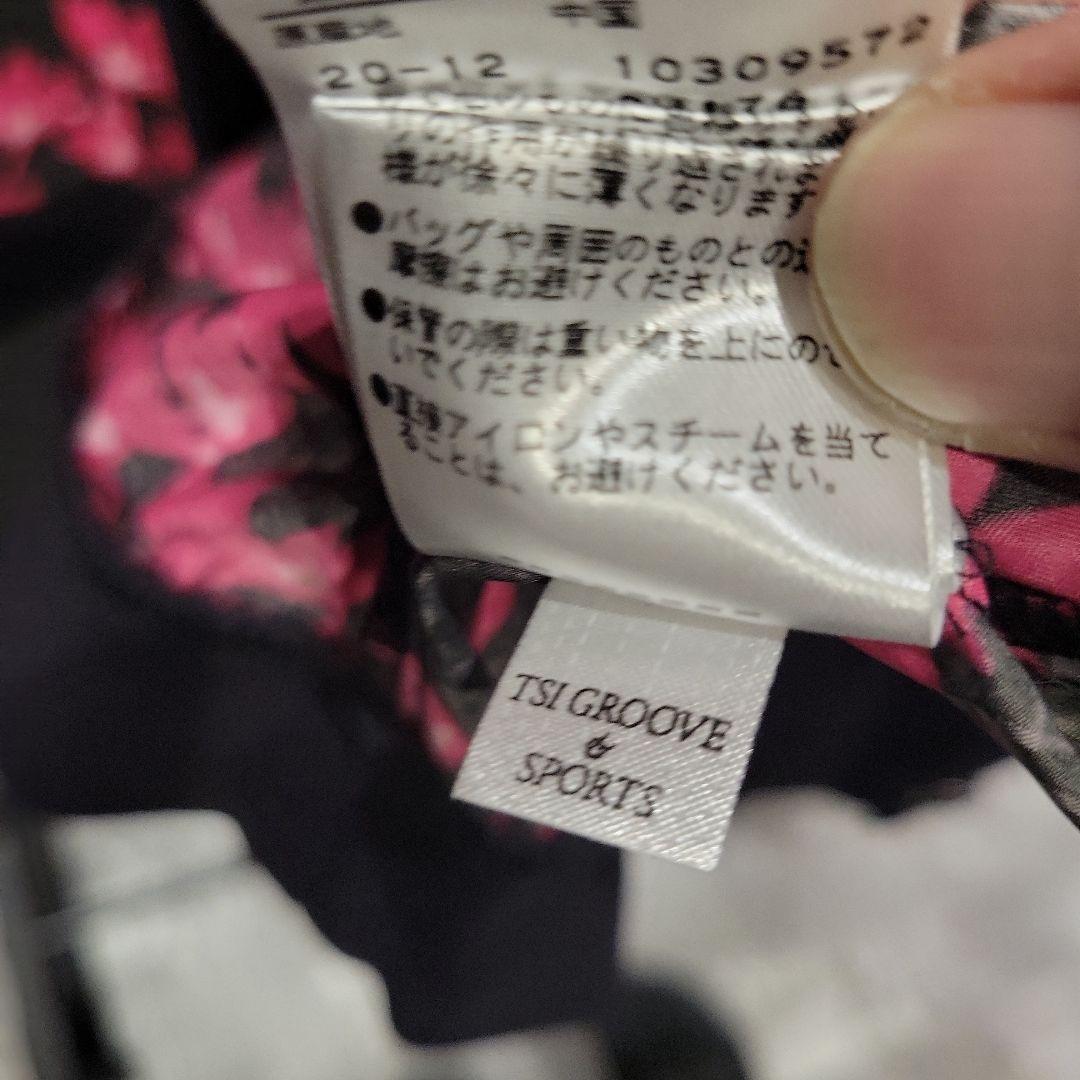 原産地 中国
20-12 10309572
様が徐々に薄くなります
●バッグや周囲のものとの
摩擦はお避けください。
●保管の際は重い物を上にの
いでください。
●直接アイロンやスチームを当て
ることは、お避けください。
TSI GROOVE
&
SPORTS